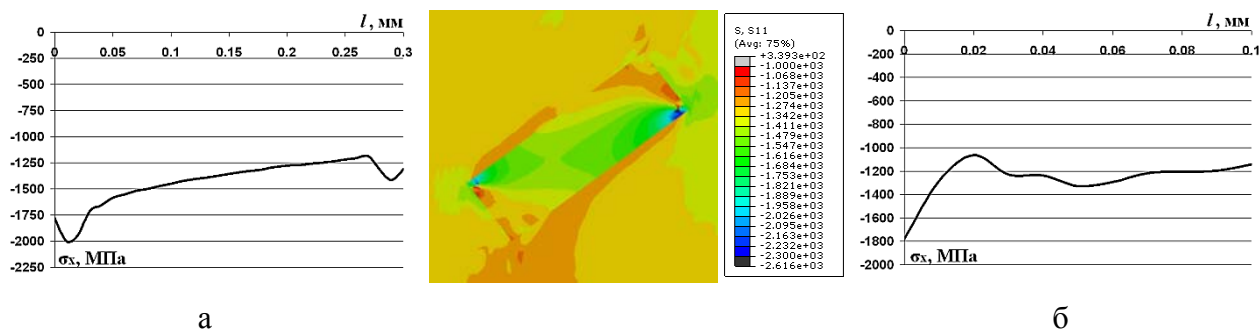 l, мм
0
0 0.05 0.1 0.15 0.2 0.25 0.3
-250
-500
-750
-1000
-1250
-1500
-1750
-2000
-2250
σx, МПа
а
S, S11
(Avg: 75%)
+3.393e+02
-1.000e+03
-1.068e+03
-1.137e+03
-1.205e+03
-1.274e+03
-1.342e+03
-1.411e+03
-1.479e+03
-1.547e+03
-1.616e+03
-1.684e+03
-1.753e+03
-1.821e+03
-1.889e+03
-1.958e+03
-2.026e+03
-2.095e+03
-2.163e+03
-2.232e+03
-2.300e+03
-2.616e+03
l, мм
0
0 0.02 0.04 0.06 0.08 0.1
-200
-400
-600
-800
-1000
-1200
-1400
-1600
-1800
-2000
σx, МПа
б